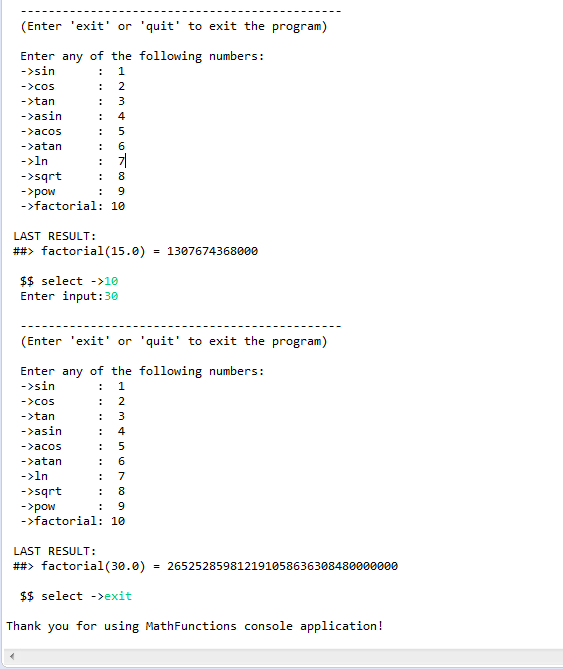 ----------------------------------------------
(Enter 'exit' or 'quit' to exit the program)
Enter any of the following numbers:
->sin      :  1
->cos      :  2
->tan      :  3
->asin     :  4
->acos     :  5
->atan     :  6
->ln       :  7
->sqrt     :  8
->pow      :  9
->factorial: 10
LAST RESULT:
##> factorial(15.0) = 1307674368000
$$ select ->10
Enter input:30
----------------------------------------------
(Enter 'exit' or 'quit' to exit the program)
Enter any of the following numbers:
->sin      :  1
->cos      :  2
->tan      :  3
->asin     :  4
->acos     :  5
->atan     :  6
->ln       :  7
->sqrt     :  8
->pow      :  9
->factorial: 10
LAST RESULT:
##> factorial(30.0) = 265252859812191058636308480000000
$$ select ->exit
Thank you for using MathFunctions console application!